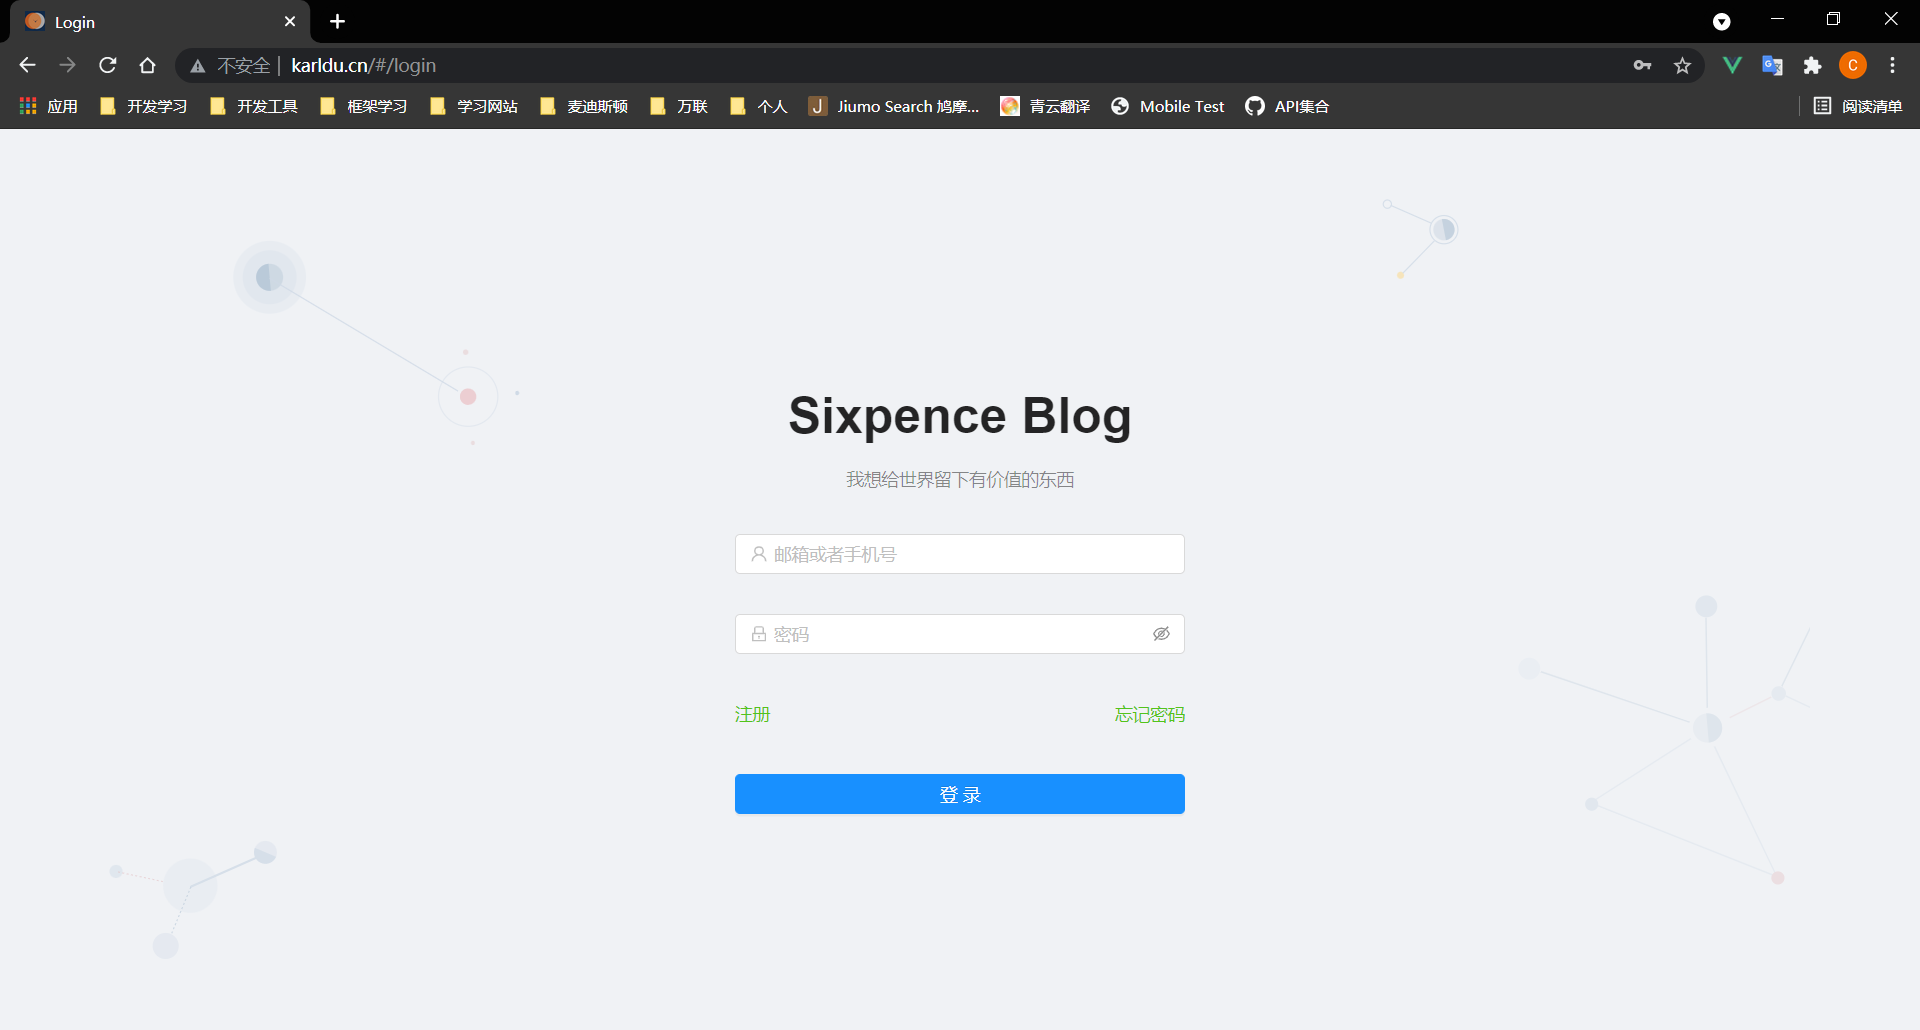 Login
不安全 | karldu.cn/#/login
C
应用 开发学习 开发工具 框架学习 学习网站 麦迪斯顿 万联 个人 J Jiumo Search 鸠摩... 青云翻译 Mobile Test API集合 阅读清单
Sixpence Blog
我想给世界留下有价值的东西
邮箱或者手机号
密码
注册 忘记密码
登 录